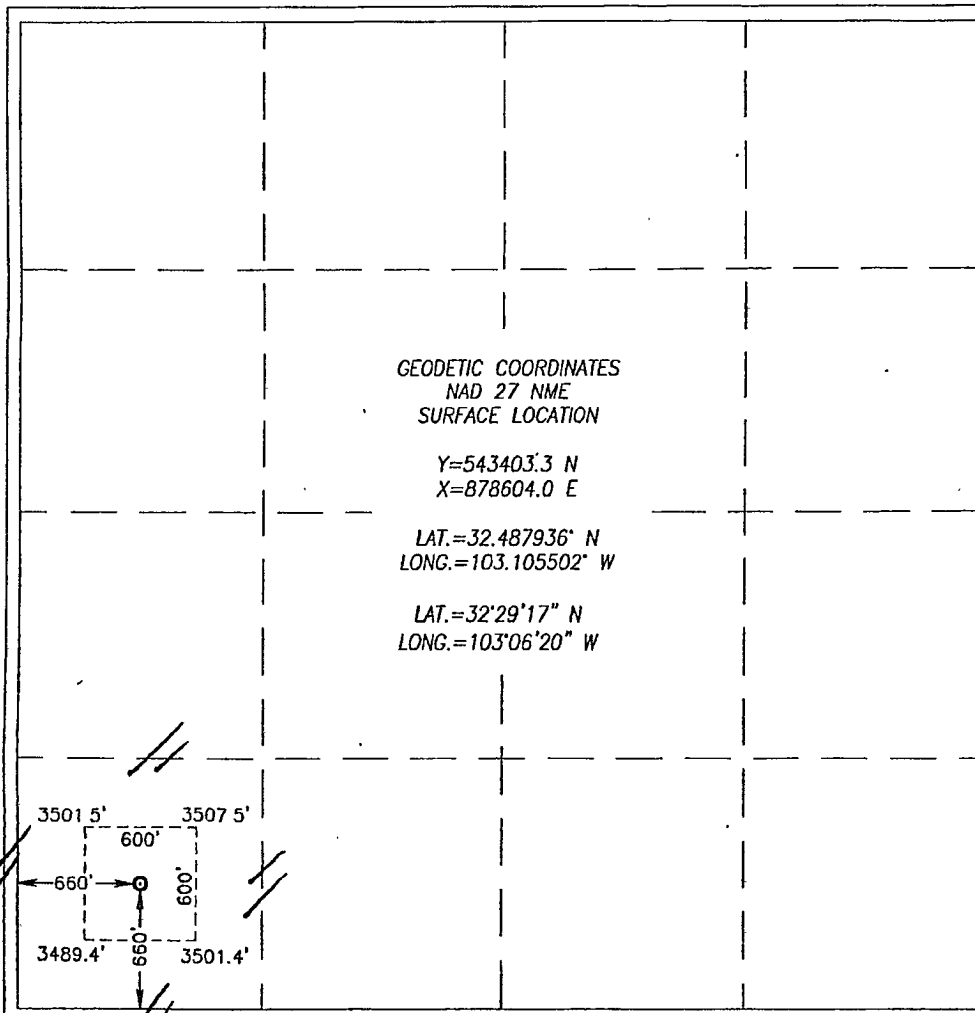 GEODETIC COORDINATES
NAD 27 NME
SURFACE LOCATION
Y=543403.3 N
X=878604.0 E
LAT.=32.487936° N
LONG.=103.105502° W
LAT.=32°29'17" N
LONG.=103°06'20" W
3501.5' 3507.5'
600'
660'
600'
3489.4' 660' 3501.4'